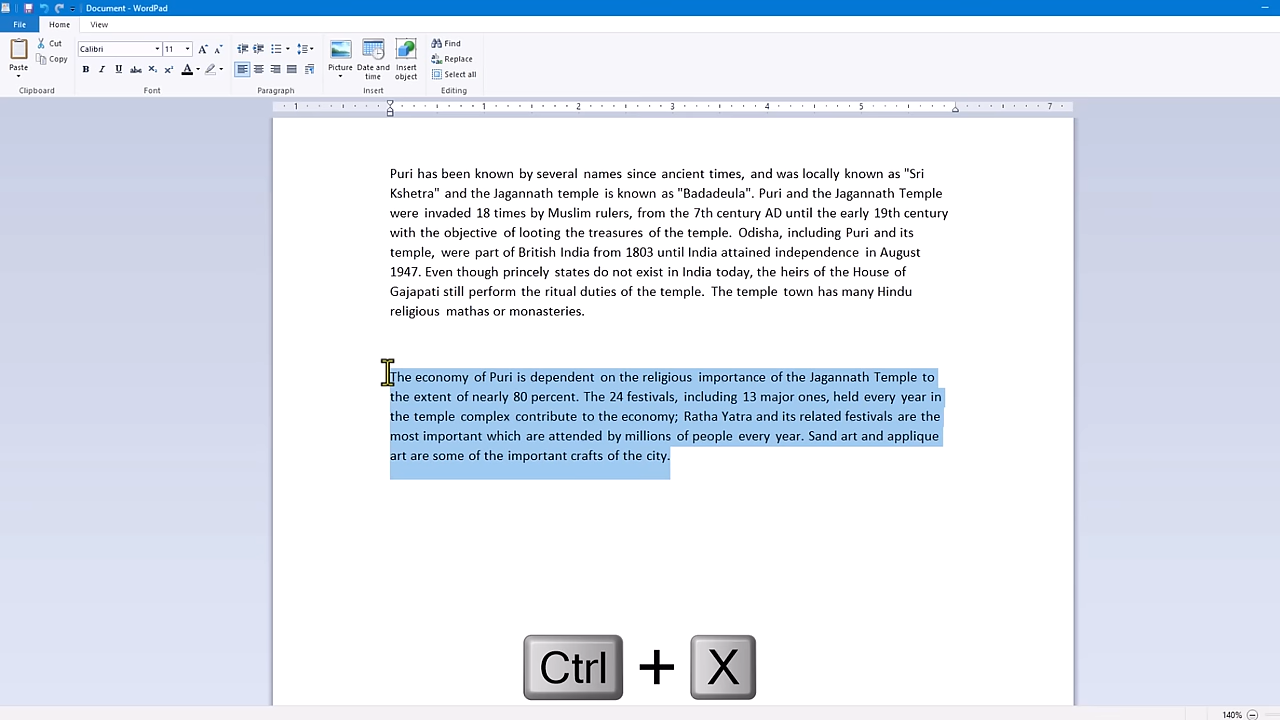 Document - WordPad
File Home View
Paste
Cut
Copy
Clipboard
Calibri 11
B I U abc X₂ X² A
Font
Paragraph
Picture
Date and time
Insert object
Insert
Find
Replace
Select all
Editing
1 1 2 3 4 5 7
Puri has been known by several names since ancient times, and was locally known as "Sri
Kshetra" and the Jagannath temple is known as "Badadeula". Puri and the Jagannath Temple
were invaded 18 times by Muslim rulers, from the 7th century AD until the early 19th century
with the objective of looting the treasures of the temple. Odisha, including Puri and its
temple, were part of British India from 1803 until India attained independence in August
1947. Even though princely states do not exist in India today, the heirs of the House of
Gajapati still perform the ritual duties of the temple. The temple town has many Hindu
religious mathas or monasteries.
The economy of Puri is dependent on the religious importance of the Jagannath Temple to
the extent of nearly 80 percent. The 24 festivals, including 13 major ones, held every year in
the temple complex contribute to the economy; Ratha Yatra and its related festivals are the
most important which are attended by millions of people every year. Sand art and applique
art are some of the important crafts of the city.
Ctrl + X
140%